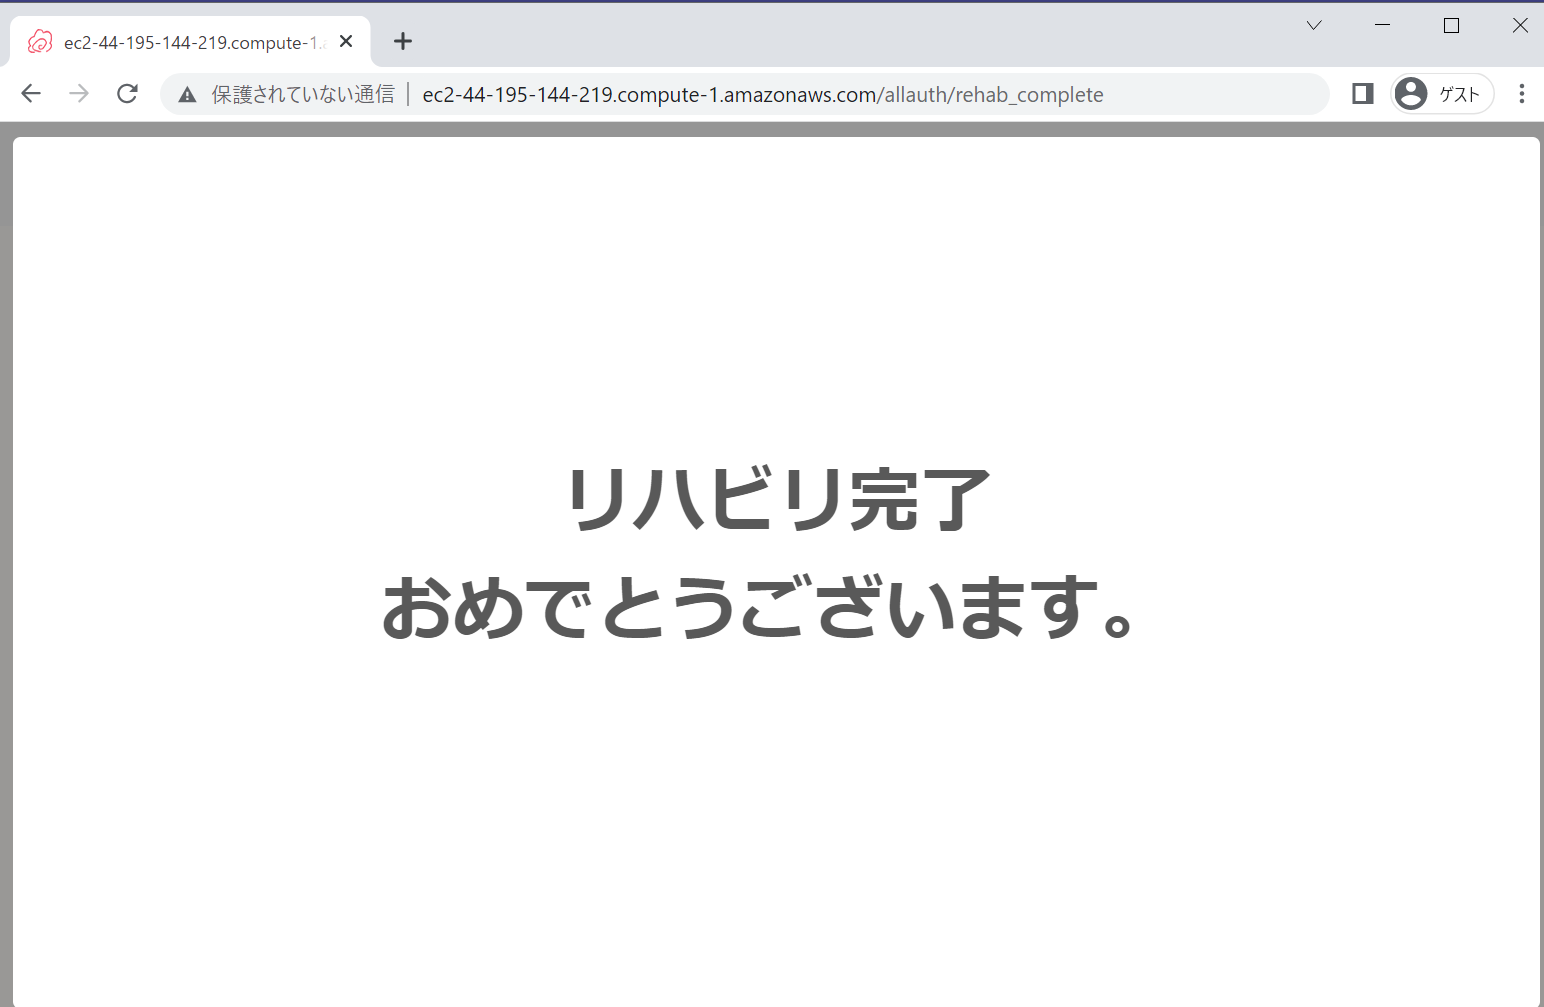 ec2-44-195-144-219.compute-1.a
保護されていない通信 | ec2-44-195-144-219.compute-1.amazonaws.com/allauth/rehab_complete
ゲスト
リハビリ完了
おめでとうございます。